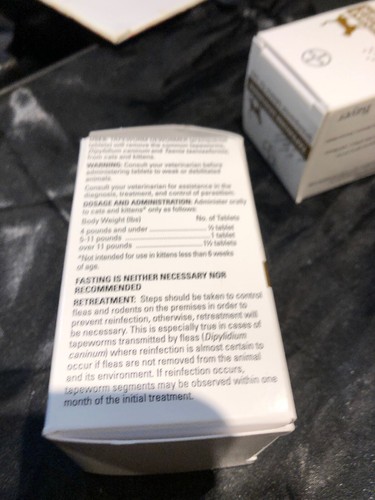 tablets) will remove the common tapeworms,
Dipylidium caninum and Taenia taeniaeformis,
from cats and kittens.
WARNING: Consult your veterinarian before
administering tablets to weak or debilitated
animals
Consult your veterinarian for assistance in the
diagnosis, treatment, and control of parasitism.
DOSAGE AND ADMINISTRATION: Administer orally
to cats and kittens* only as follows:
Body Weight (lbs) No. of Tablets
4 pounds and under ½ tablet
5-11 pounds 1 tablet
over 11 pounds 1½ tablets
*Not intended for use in kittens less than 6 weeks
of age.
FASTING IS NEITHER NECESSARY NOR
RECOMMENDED
RETREATMENT: Steps should be taken to control
fleas and rodents on the premises in order to
prevent reinfection, otherwise, retreatment will
be necessary. This is especially true in cases of
tapeworms transmitted by fleas (Dipylidium
caninum) where reinfection is almost certain to
occur if fleas are not removed from the animal
and its environment. If reinfection occurs,
tapeworm segments may be observed within one
month of the initial treatment.
Bayer